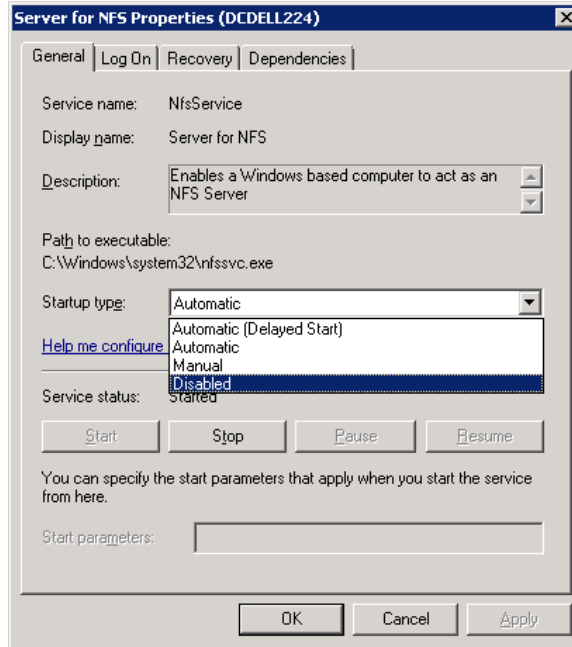 Server for NFS Properties (DCDELL224)
General Log On Recovery Dependencies
Service name: NfsService
Display name: Server for NFS
Description: Enables a Windows based computer to act as an
NFS Server
Path to executable:
C:\Windows\system32\nfssvc.exe
Startup type: Automatic
Automatic (Delayed Start)
Help me configure Automatic
Manual
Disabled
Service status: Started
Start Stop Pause Resume
You can specify the start parameters that apply when you start the service
from here.
Start parameters:
OK Cancel Apply